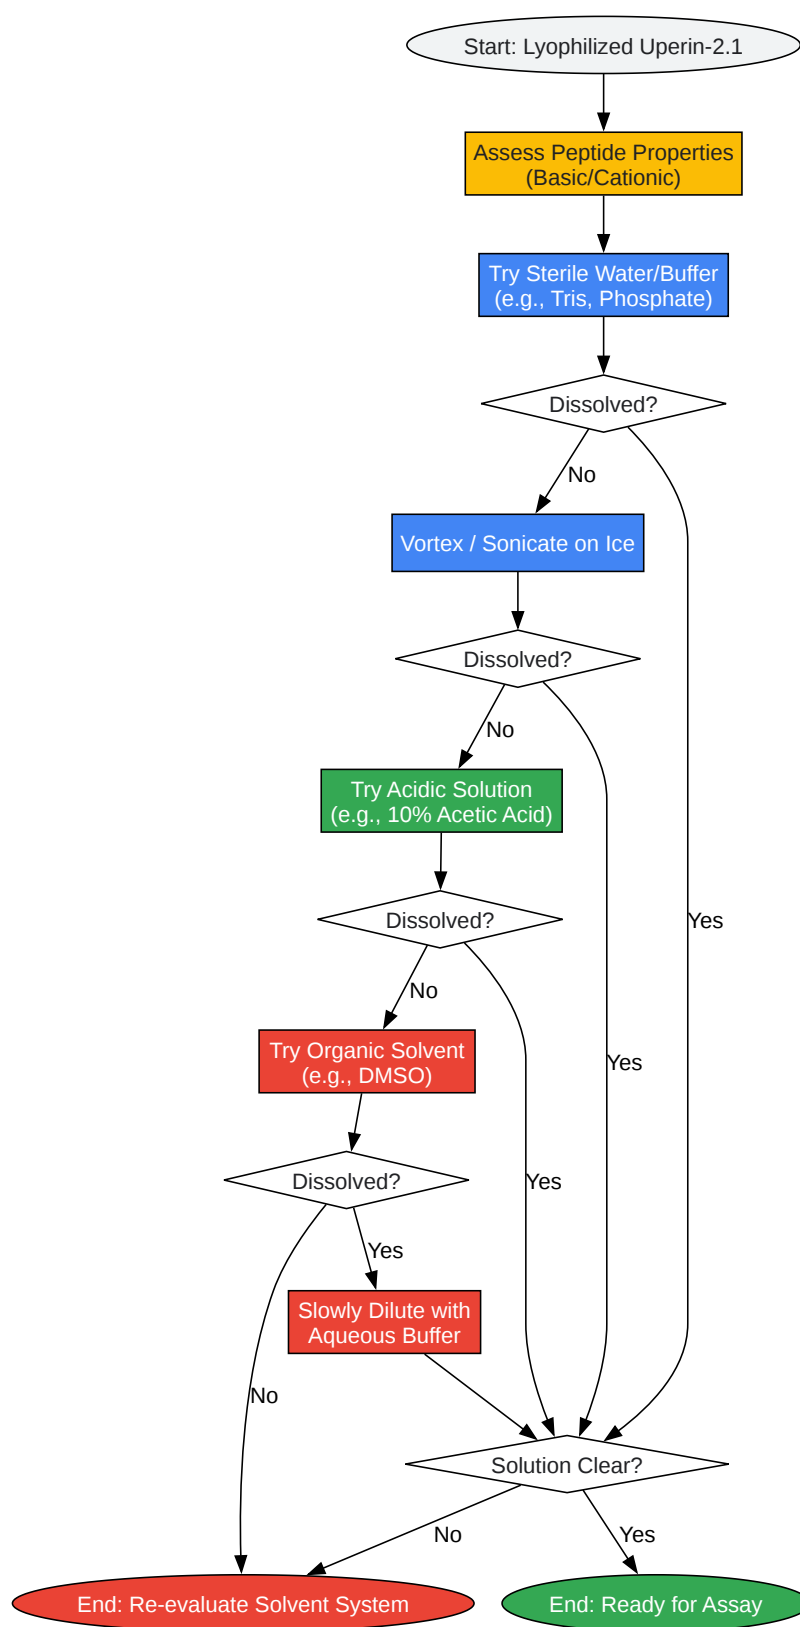 Start: Lyophilized Uperin-2.1
Assess Peptide Properties
(Basic/Cationic)
Try Sterile Water/Buffer
(e.g., Tris, Phosphate)
Dissolved?
No
Vortex / Sonicate on Ice
Dissolved?
No
Try Acidic Solution
(e.g., 10% Acetic Acid)
Dissolved?
Yes
No
Try Organic Solvent
(e.g., DMSO)
Yes
Dissolved?
Yes
Yes
Slowly Dilute with
Aqueous Buffer
No
Solution Clear?
No
Yes
End: Re-evaluate Solvent System
End: Ready for Assay